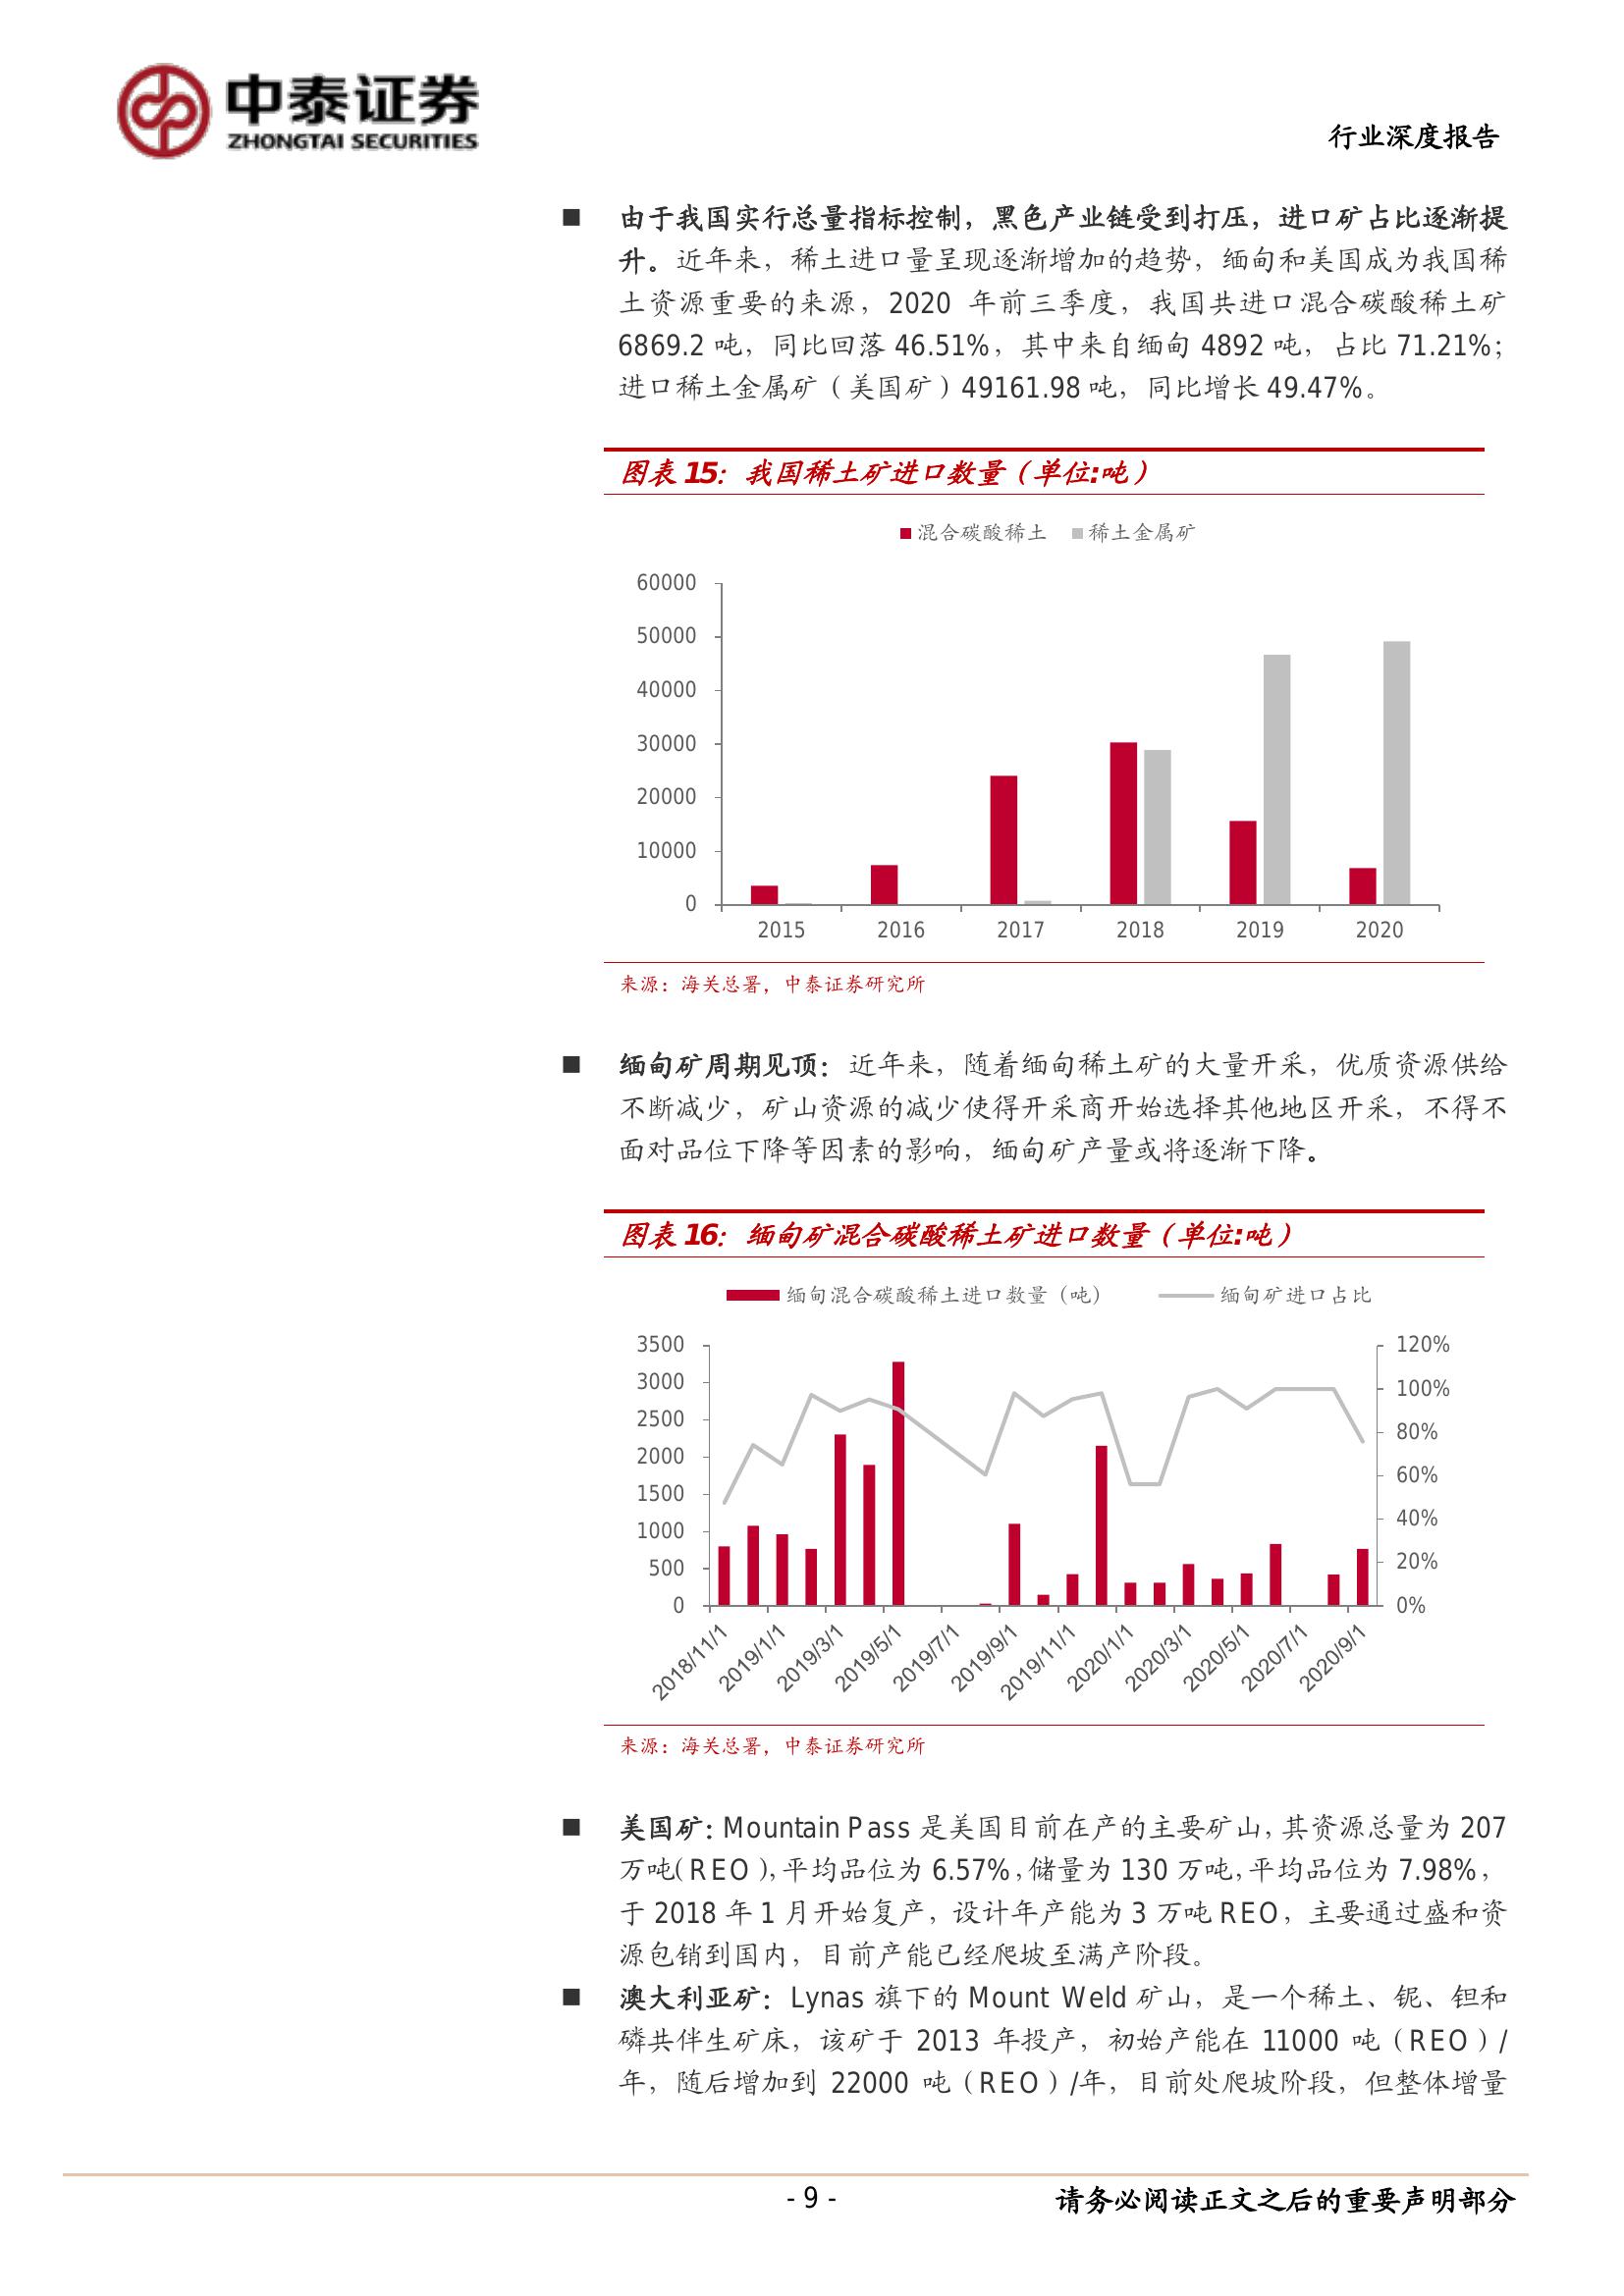 中泰证券
ZHONGTAI SECURITIES
行业深度报告
■ 由于我国实行总量指标控制，黑色产业链受到打压，进口矿占比逐渐提
升。近年来，稀土进口量呈现逐渐增加的趋势，缅甸和美国成为我国稀
土资源重要的来源，2020 年前三季度，我国共进口混合碳酸稀土矿
6869.2 吨，同比回落 46.51%，其中来自缅甸 4892 吨，占比 71.21%；
进口稀土金属矿（美国矿）49161.98 吨，同比增长 49.47%。
图表 15：我国稀土矿进口数量（单位:吨）
混合碳酸稀土 稀土金属矿
60000
50000
40000
30000
20000
10000
0
2015 2016 2017 2018 2019 2020
来源：海关总署，中泰证券研究所
■ 缅甸矿周期见顶：近年来，随着缅甸稀土矿的大量开采，优质资源供给
不断减少，矿山资源的减少使得开采商开始选择其他地区开采，不得不
面对品位下降等因素的影响，缅甸矿产量或将逐渐下降。
图表 16：缅甸矿混合碳酸稀土矿进口数量（单位:吨）
缅甸混合碳酸稀土进口数量（吨） 缅甸矿进口占比
3500 120%
3000 100%
2500 80%
2000 60%
1500 40%
1000 20%
500 0%
0
2018/11/1 2019/1/1 2019/3/1 2019/5/1 2019/7/1 2019/9/1 2019/11/1 2020/1/1 2020/3/1 2020/5/1 2020/7/1 2020/9/1
来源：海关总署，中泰证券研究所
■ 美国矿：Mountain Pass 是美国目前在产的主要矿山，其资源总量为 207
万吨（REO），平均品位为 6.57%，储量为 130 万吨，平均品位为 7.98%，
于 2018 年 1 月开始复产，设计年产能为 3 万吨 REO，主要通过盛和资
源包销到国内，目前产能已经爬坡至满产阶段。
■ 澳大利亚矿：Lynas 旗下的 Mount Weld 矿山，是一个稀土、铌、钽和
磷共伴生矿床，该矿于 2013 年投产，初始产能在 11000 吨（REO）/
年，随后增加到 22000 吨（REO）/年，目前处爬坡阶段，但整体增量
- 9 -
请务必阅读正文之后的重要声明部分